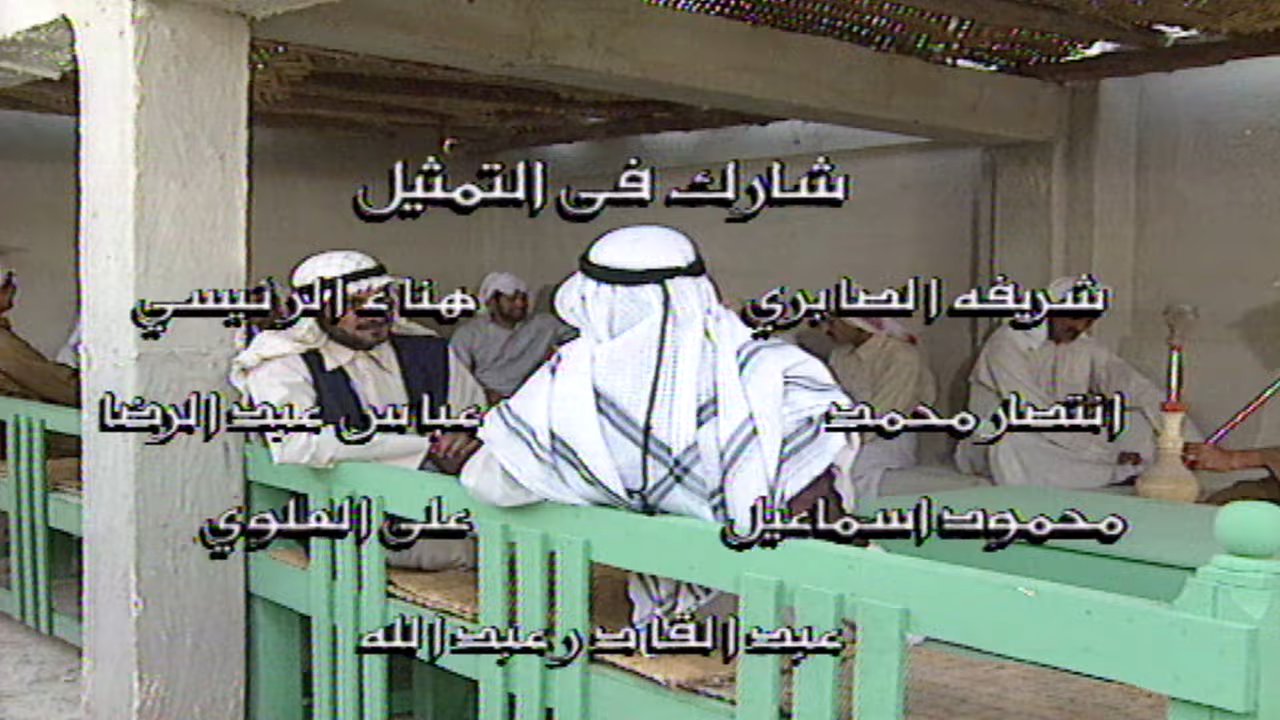 شارك فى التمثيل
شريفه الصابري هناء الرئيسي
انتصار محمد عباس عبد الرضا
محمود اسماعيل على العلوي
عبد القادر عبد الله